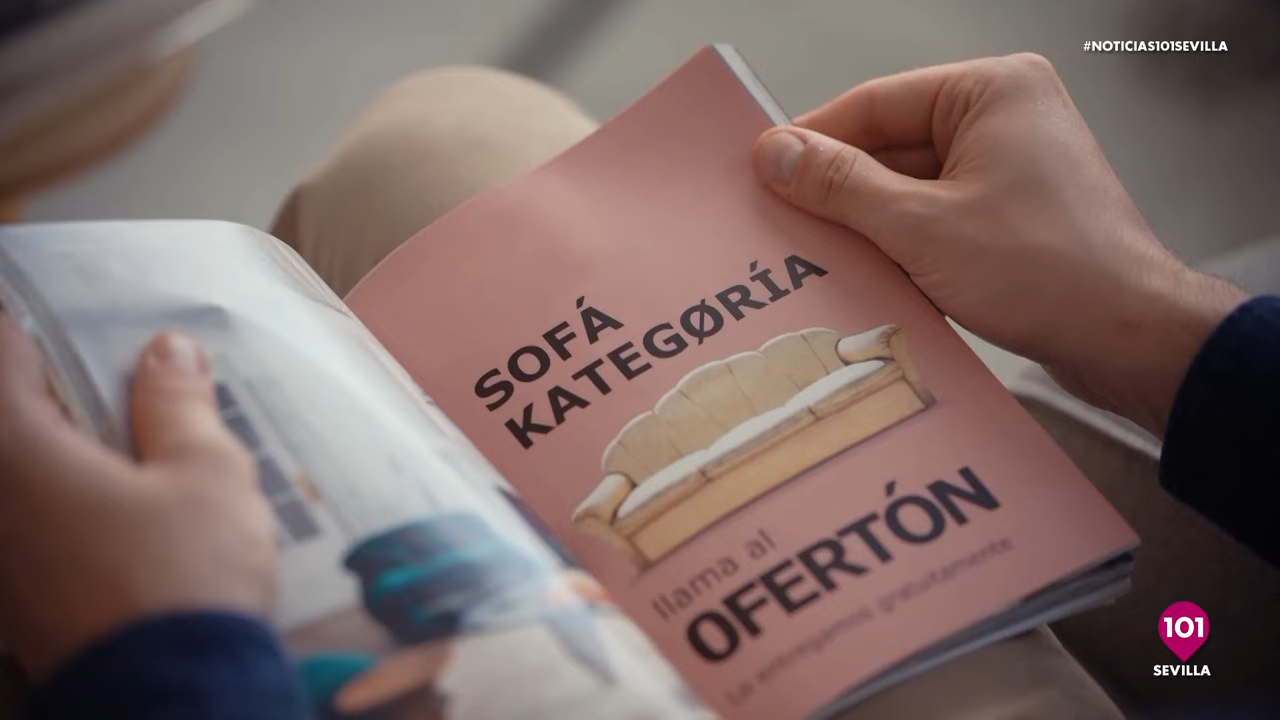 #NOTICIAS101SEVILLA
SOFÁ
KATEGØRÍA
llama al
OFERTÓN
Lo entregamos gratuitamente
101
SEVILLA